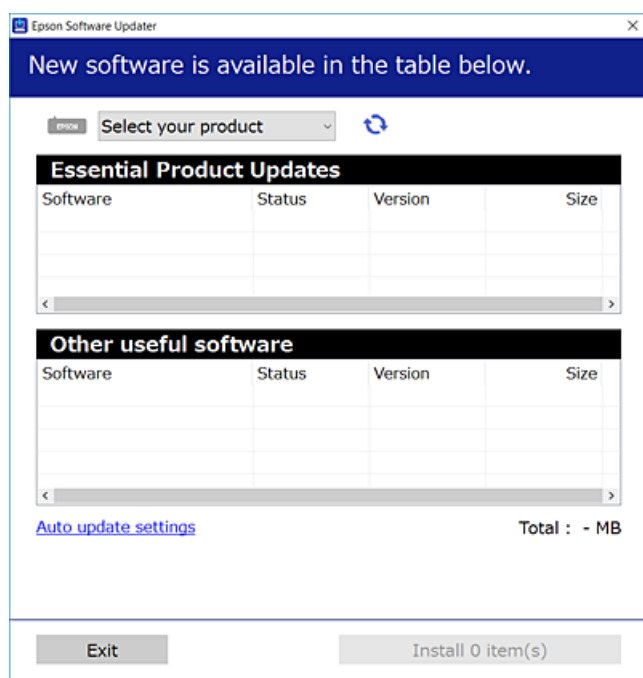 Epson Software Updater
New software is available in the table below.
EPSON Select your product
Essential Product Updates
Software Status Version Size
Other useful software
Software Status Version Size
Auto update settings Total : - MB
Exit Install 0 item(s)